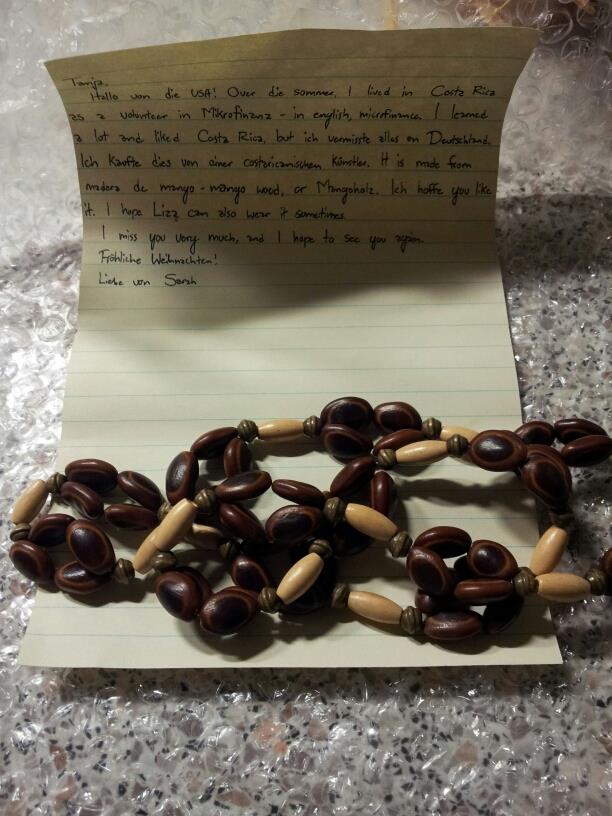 Tanja,
Hallo von die USA! Over die sommer, I lived in Costa Rica
as a volunteer in Mikrofinanz - in english, microfinance. I learned
a lot and liked Costa Rica, but ich vermisste alles en Deutschland.
Ich kaufte dies von einer costaricanischen Künstler. It is made from
madera de mango - mango wood, or Mangoholz. Ich hoffe you like
it. I hope Lizz can also wear it sometimes.
I miss you very much, and I hope to see you again.
Fröhliche Weihnachten!
Liebe von Sarah